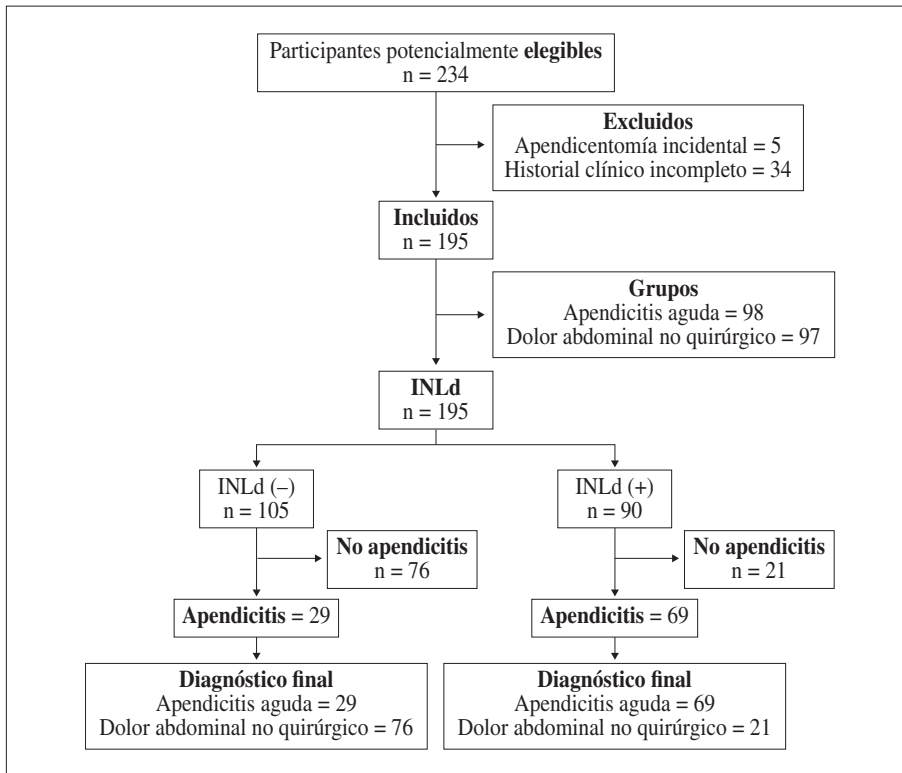 Participantes potencialmente elegibles
n = 234
Excluidos
Apendicentomía incidental = 5
Historial clínico incompleto = 34
Incluidos
n = 195
Grupos
Apendicitis aguda = 98
Dolor abdominal no quirúrgico = 97
INLd
n = 195
INLd (–)
n = 105
INLd (+)
n = 90
No apendicitis
n = 76
No apendicitis
n = 21
Apendicitis = 29
Apendicitis = 69
Diagnóstico final
Apendicitis aguda = 29
Dolor abdominal no quirúrgico = 76
Diagnóstico final
Apendicitis aguda = 69
Dolor abdominal no quirúrgico = 21